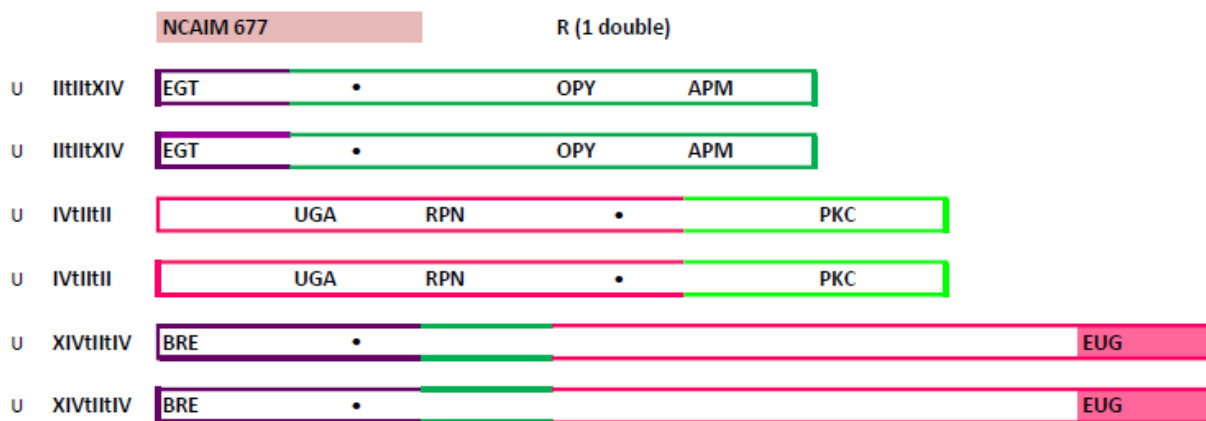 NCAIM 677 R (1 double)
U IItIItXIV EGT • OPY APM
U IItIItXIV EGT • OPY APM
U IVtIItII UGA RPN • PKC
U IVtIItII UGA RPN • PKC
U XIVtIItIV BRE • EUG
U XIVtIItIV BRE • EUG